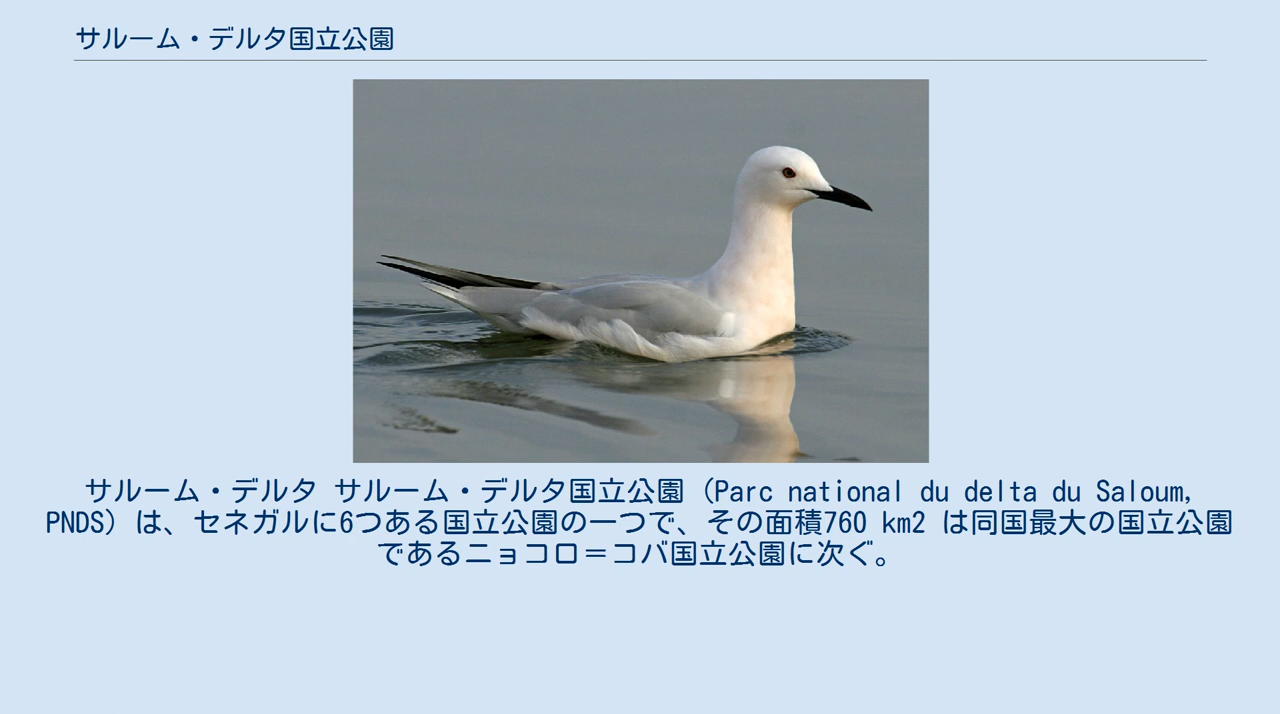 サルーム・デルタ国立公園
サルーム・デルタ サルーム・デルタ国立公園（Parc national du delta du Saloum,
PNDS）は、セネガルに6つある国立公園の一つで、その面積760 km2 は同国最大の国立公園
であるニョコロ＝コバ国立公園に次ぐ。